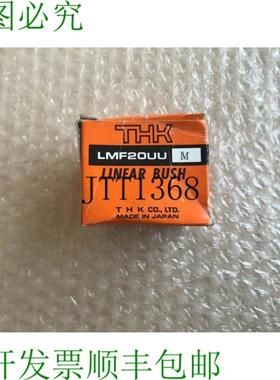 图必究
THK
LMF20UU M
LINEAR BUSH
JTT1368
THK CO., LTD.
MADE IN JAPAN
开发票顺丰包邮